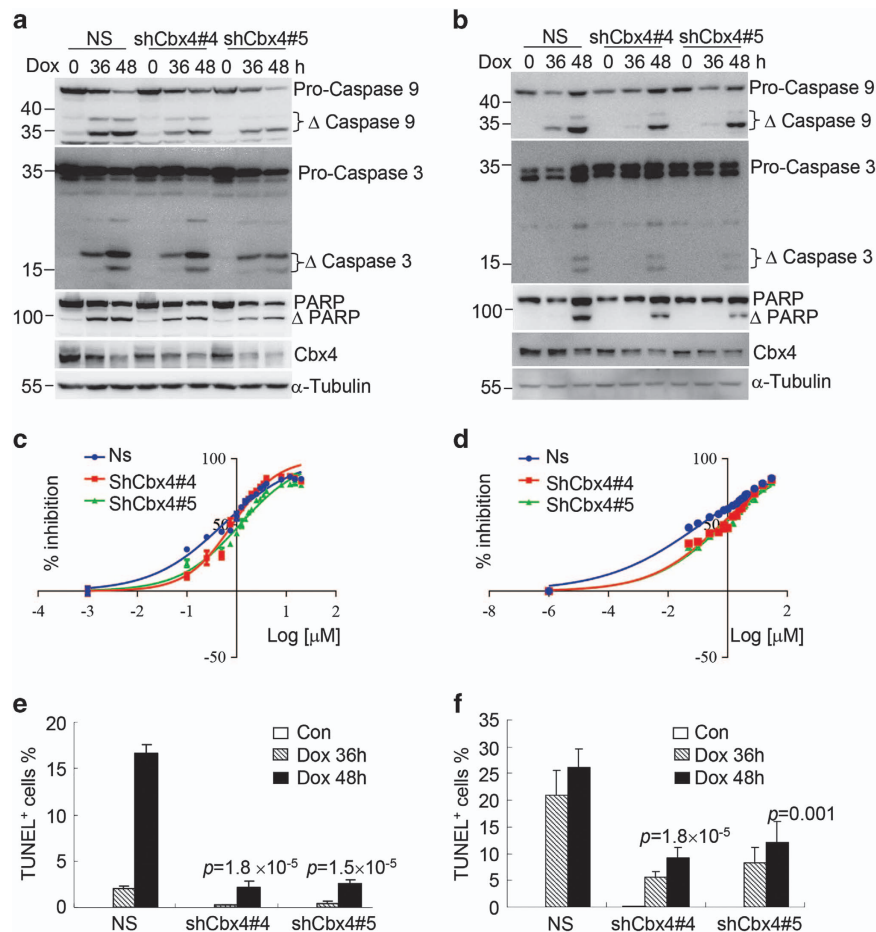 a
NS shCbx4#4 shCbx4#5
Dox 0 36 48 0 36 48 0 36 48 h
Pro-Caspase 9
40
35
Δ Caspase 9
35
Pro-Caspase 3
15
Δ Caspase 3
PARP
100
Δ PARP
Cbx4
55
α-Tubulin
b
NS shCbx4#4 shCbx4#5
Dox 0 36 48 0 36 48 0 36 48 h
Pro-Caspase 9
40
35
Δ Caspase 9
35
Pro-Caspase 3
15
Δ Caspase 3
PARP
100
Δ PARP
Cbx4
55
α-Tubulin
c
Ns
ShCbx4#4
ShCbx4#5
% inhibition
100
50
-50
-4 -3 -2 -1 0 1 2
Log [μM]
d
Ns
ShCbx4#4
ShCbx4#5
% inhibition
100
50
-50
-8 -6 -4 -2 0 2
Log [μM]
e
TUNEL+ cells %
20
15
10
5
0
Con
Dox 36h
Dox 48h
p=1.8 ×10-5
p=1.5×10-5
NS shCbx4#4 shCbx4#5
f
TUNEL+ cells %
35
30
25
20
15
10
5
0
Con
Dox 36h
Dox 48h
p=1.8×10-5
p=0.001
NS shCbx4#4 shCbx4#5